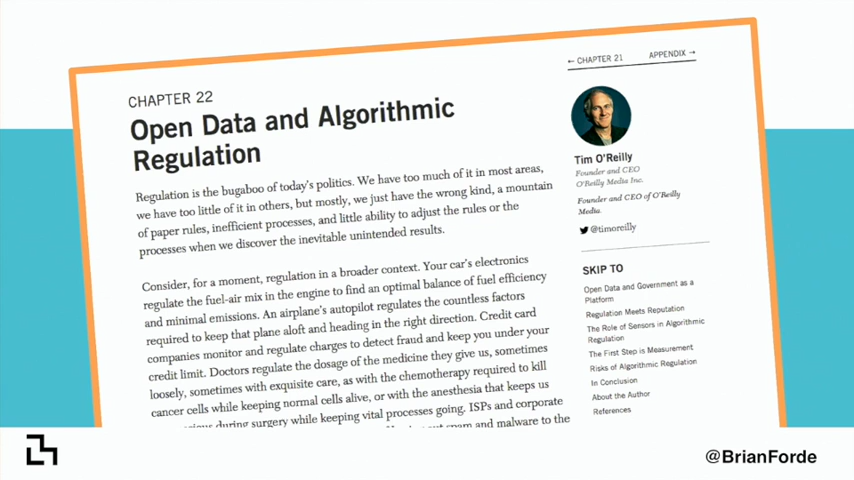 ← CHAPTER 21 APPENDIX →
CHAPTER 22
Open Data and Algorithmic
Regulation
Regulation is the bugaboo of today's politics. We have too much of it in most areas,
we have too little of it in others, but mostly, we just have the wrong kind, a mountain
of paper rules, inefficient processes, and little ability to adjust the rules or the
processes when we discover the inevitable unintended results.
Consider, for a moment, regulation in a broader context. Your car's electronics
regulate the fuel-air mix in the engine to find an optimal balance of fuel efficiency
and minimal emissions. An airplane's autopilot regulates the countless factors
required to keep that plane aloft and heading in the right direction. Credit card
companies monitor and regulate charges to detect fraud and keep you under your
credit limit. Doctors regulate the dosage of the medicine they give us, sometimes
loosely, sometimes with exquisite care, as with the chemotherapy required to kill
cancer cells while keeping normal cells alive, or with the anesthesia that keeps us
during surgery while keeping vital processes going. ISPs and corporate
out spam and malware to the
Tim O'Reilly
Founder and CEO
O'Reilly Media Inc.
Founder and CEO of O'Reilly
Media.
@timoreilly
SKIP TO
Open Data and Government as a
Platform
Regulation Meets Reputation
The Role of Sensors in Algorithmic
Regulation
The First Step is Measurement
Risks of Algorithmic Regulation
In Conclusion
About the Author
References
@BrianForde